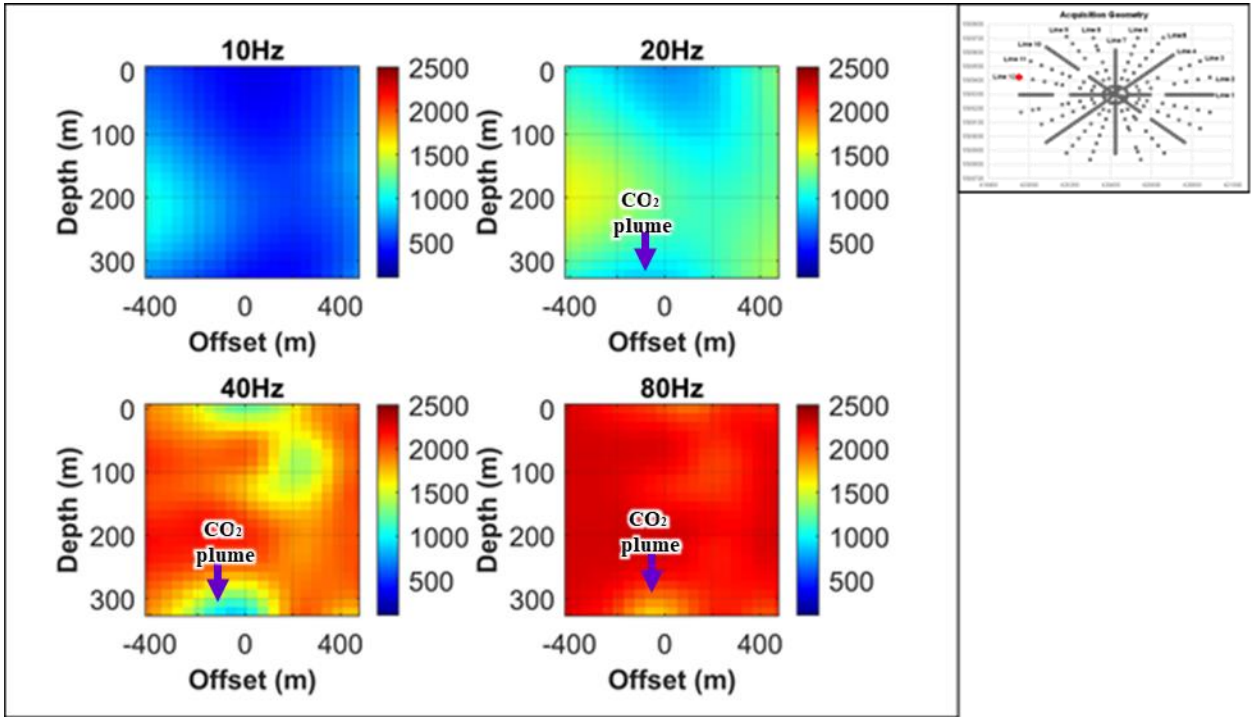 10Hz
0
100
200
300
Depth (m)
-400 0 400
Offset (m)
2500
2000
1500
1000
500
20Hz
0
100
200
300
Depth (m)
CO₂
plume
-400 0 400
Offset (m)
2500
2000
1500
1000
500
40Hz
0
100
200
300
Depth (m)
CO₂
plume
-400 0 400
Offset (m)
2500
2000
1500
1000
500
80Hz
0
100
200
300
Depth (m)
CO₂
plume
-400 0 400
Offset (m)
2500
2000
1500
1000
500
Acquisition Geometry
Line 7
Line 10
Line 11
Line 12
Line 4
Line 3
Line 2
Line 1